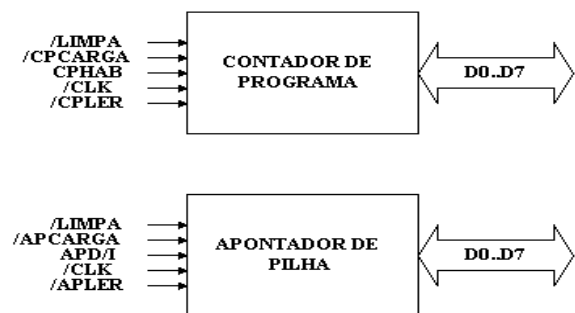 /LIMPA
/CPCARGA
CPHAB
/CLK
/CPLER
CONTADOR DE
PROGRAMA
D0..D7
/LIMPA
/APCARGA
APD/I
/CLK
/APLER
APONTADOR DE
PILHA
D0..D7